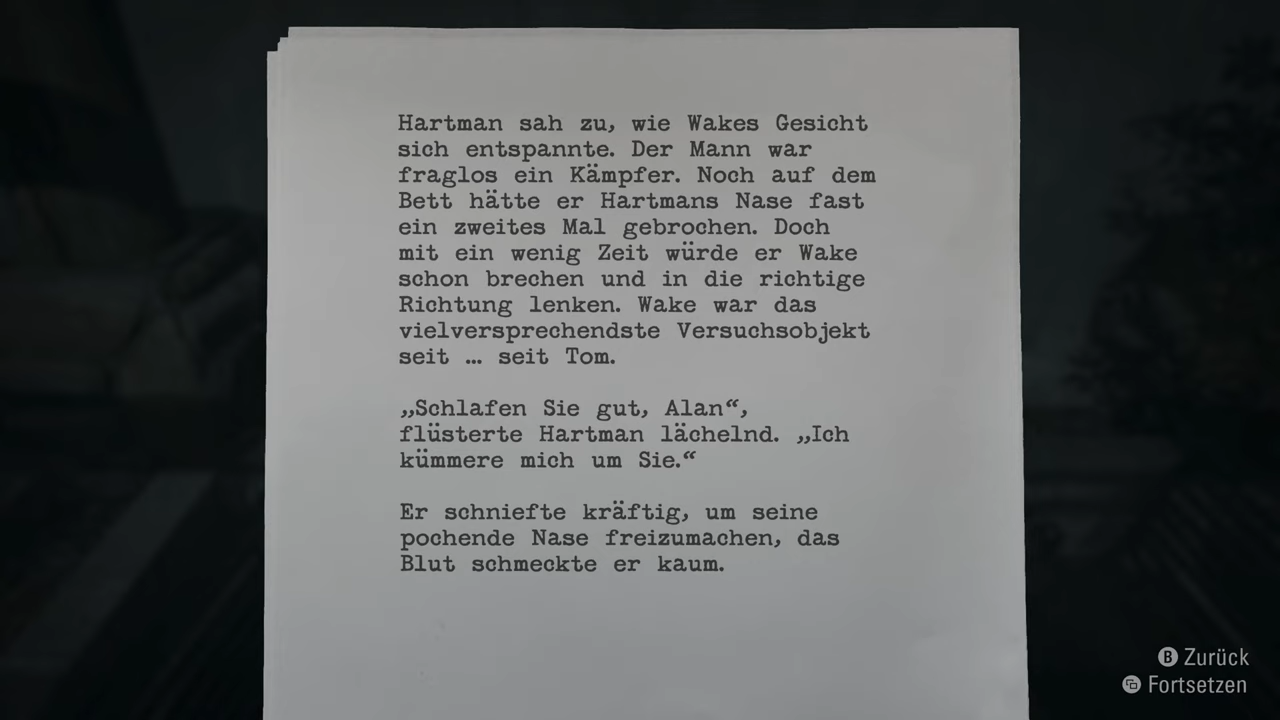 Hartman sah zu, wie Wakes Gesicht
sich entspannte. Der Mann war
fraglos ein Kämpfer. Noch auf dem
Bett hätte er Hartmans Nase fast
ein zweites Mal gebrochen. Doch
mit ein wenig Zeit würde er Wake
schon brechen und in die richtige
Richtung lenken. Wake war das
vielversprechendste Versuchsobjekt
seit … seit Tom.
„Schlafen Sie gut, Alan“,
flüsterte Hartman lächelnd. „Ich
kümmere mich um Sie.“
Er schniefte kräftig, um seine
pochende Nase freizumachen, das
Blut schmeckte er kaum.
B Zurück
Fortsetzen